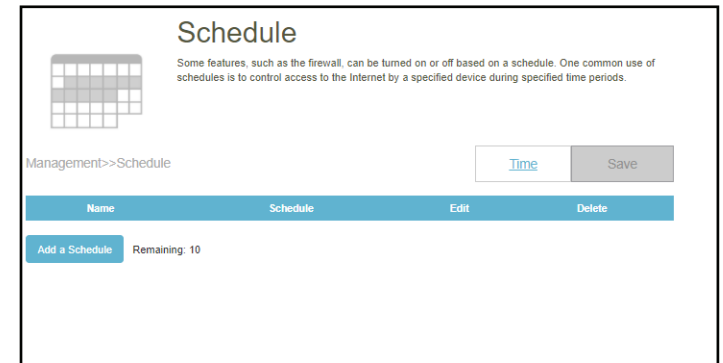 Schedule
Some features, such as the firewall, can be turned on or off based on a schedule. One common use of
schedules is to control access to the Internet by a specified device during specified time periods.
Management>>Schedule
Time
Save
Name Schedule Edit Delete
Add a Schedule Remaining: 10